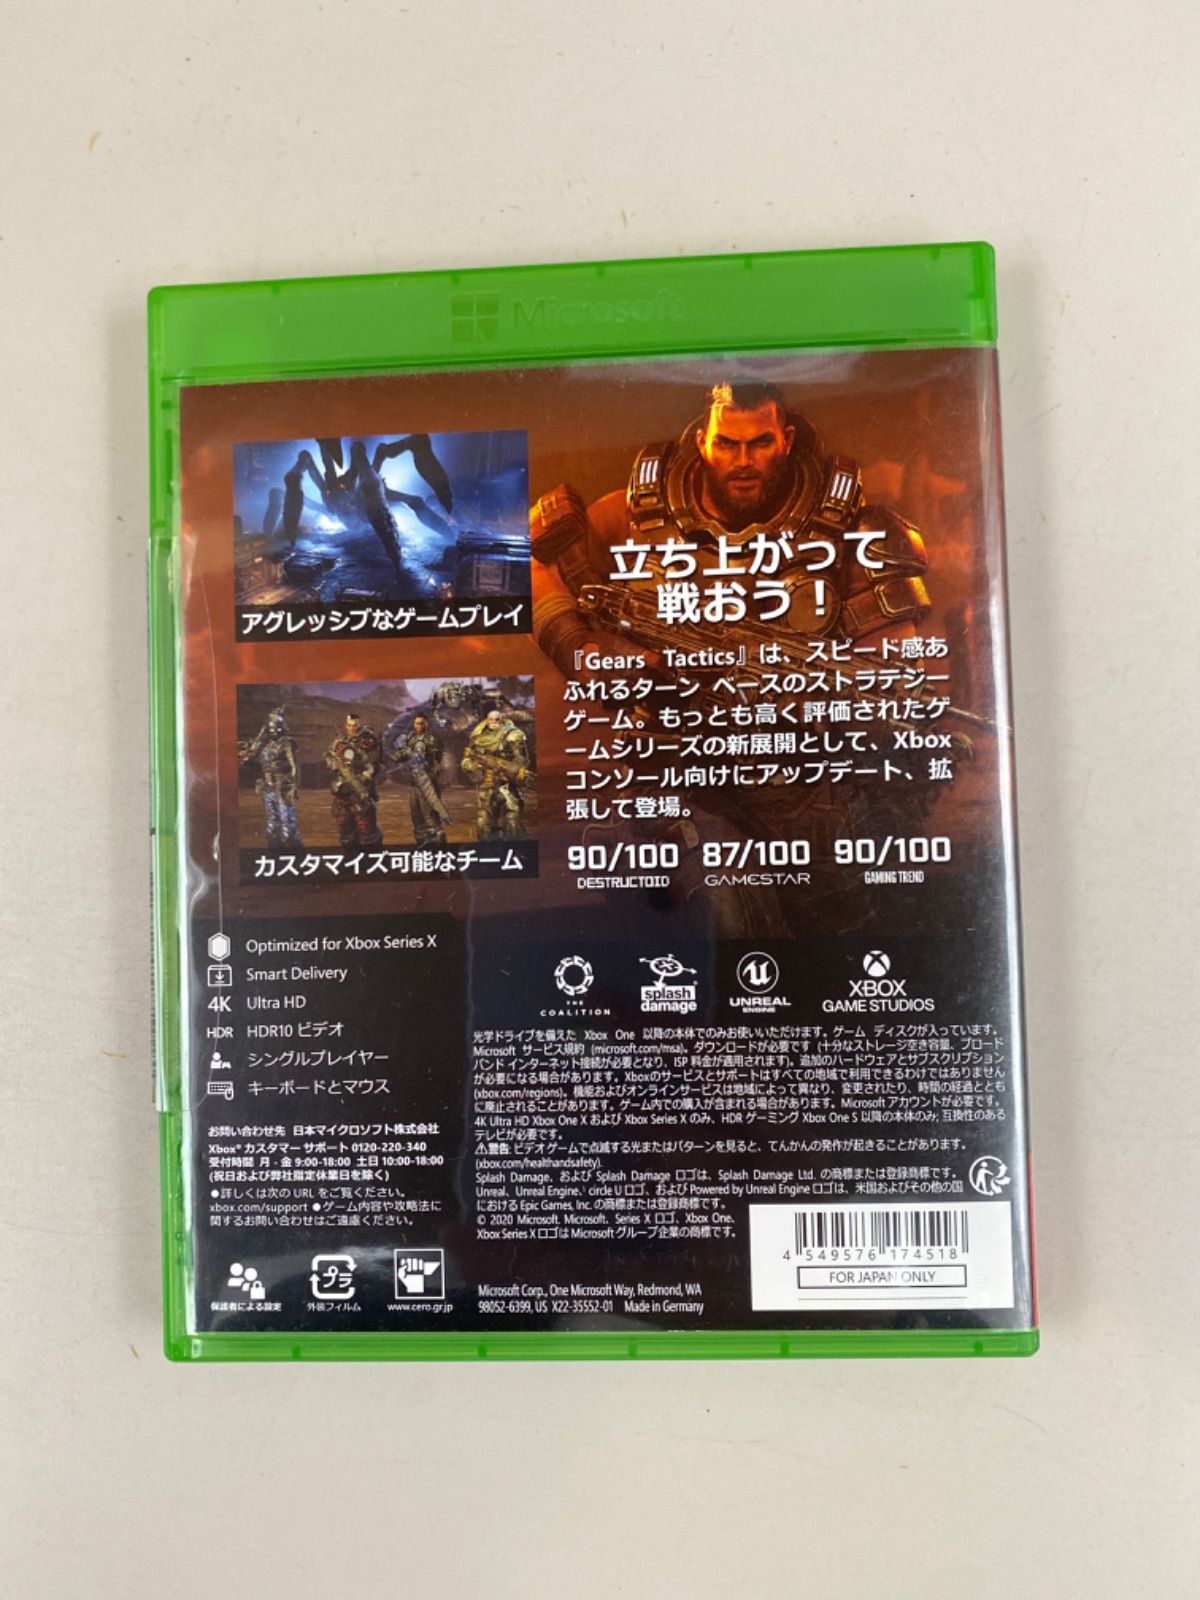 Microsoft
アグレッシブなゲームプレイ
カスタマイズ可能なチーム
立ち上がって
戦おう！
『Gears Tactics』は、スピード感あ
ふれるターン ベースのストラテジー
ゲーム。もっとも高く評価されたゲ
ームシリーズの新展開として、Xbox
コンソール向けにアップデート、拡
張して登場。
90/100 87/100 90/100
DESTRUCTOID GAMESTAR GAMING TREND
Optimized for Xbox Series X
Smart Delivery
4K Ultra HD
HDR HDR10 ビデオ
シングルプレイヤー
キーボードとマウス
お問い合わせ先 日本マイクロソフト株式会社
Xbox® カスタマー サポート 0120-220-340
受付時間 月 - 金 9:00-18:00 土日 10:00-18:00
(祝日および弊社指定休業日を除く)
●詳しくは次の URL をご覧ください。
xbox.com/support ●ゲーム内容や攻略法に
関するお問い合わせはご遠慮ください。
保護者による設定
プラ
外装フィルム
www.cero.gr.jp
THE
COALITION
splash
damage
UNREAL
ENGINE
XBOX
GAME STUDIOS
光学ドライブを備えた Xbox One 以降の本体でのみお使いいただけます。ゲーム ディスクが入っています。
Microsoft サービス規約 (microsoft.com/msa)。ダウンロードが必要です (十分なストレージ空き容量、ブロード
バンド インターネット接続が必要となり、ISP 料金が適用されます)。追加のハードウェアとサブスクリプション
が必要になる場合があります。Xboxのサービスとサポートはすべての地域で利用できるわけではありません
(xbox.com/regions)。機能およびオンラインサービスは地域によって異なり、変更されたり、時間の経過ととも
に廃止されることがあります。ゲーム内での購入が含まれる場合があります。Microsoft アカウントが必要です。
4K Ultra HD Xbox One X および Xbox Series X のみ、HDR ゲーミング Xbox One S 以降の本体のみ; 互換性のある
テレビが必要です。
⚠警告: ビデオゲームで点滅する光またはパターンを見ると、てんかんの発作が起きることがあります。
(xbox.com/healthandsafety).
Splash Damage、および Splash Damage ロゴは、Splash Damage Ltd. の商標または登録商標です。
Unreal、Unreal Engine、circle U ロゴ、および Powered by Unreal Engine ロゴは、米国およびその他の国
における Epic Games, Inc. の商標または登録商標です。
© 2020 Microsoft. Microsoft、Series X ロゴ、Xbox One、
Xbox Series X ロゴは Microsoft グループ企業の商標です。
Microsoft Corp., One Microsoft Way, Redmond, WA
98052-6399, US X22-35552-01 Made in Germany
4 549576 174518
FOR JAPAN ONLY